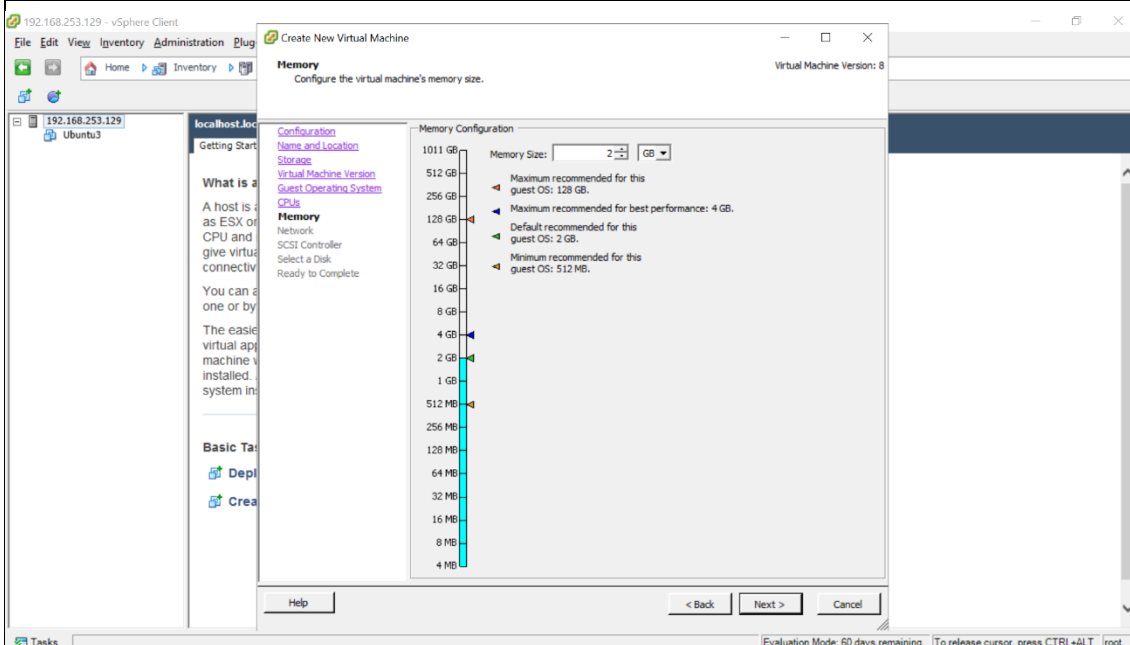 192.168.253.129 - vSphere Client
File Edit View Inventory Administration Plug
Home Inventory
192.168.253.129
Ubuntu3
localhost.loc
Getting Start
What is a
A host is a
as ESX or
CPU and
give virtua
connectiv
You can a
one or by
The easie
virtual app
machine v
installed.
system in
Basic Ta
Depl
Crea
Create New Virtual Machine
Memory
Configure the virtual machine's memory size.
Virtual Machine Version: 8
Configuration
Name and Location
Storage
Virtual Machine Version
Guest Operating System
CPUs
Memory
Network
SCSI Controller
Select a Disk
Ready to Complete
Memory Configuration
1011 GB
512 GB
256 GB
128 GB
64 GB
32 GB
16 GB
8 GB
4 GB
2 GB
1 GB
512 MB
256 MB
128 MB
64 MB
32 MB
16 MB
8 MB
4 MB
Memory Size: 2 GB
Maximum recommended for this
guest OS: 128 GB.
Maximum recommended for best performance: 4 GB.
Default recommended for this
guest OS: 2 GB.
Minimum recommended for this
guest OS: 512 MB.
Help
< Back
Next >
Cancel
Tasks
Evaluation Mode: 60 days remaining
To release cursor, press CTRL+ALT
root